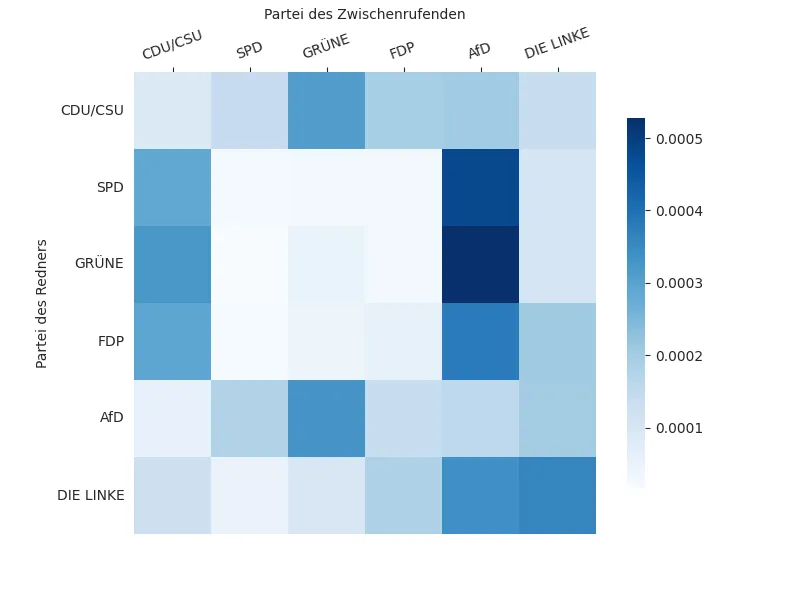 Partei des Zwischenrufenden
CDU/CSU SPD GRÜNE FDP AfD DIE LINKE
Partei des Redners
CDU/CSU
SPD
GRÜNE
FDP
AfD
DIE LINKE
0.0005
0.0004
0.0003
0.0002
0.0001